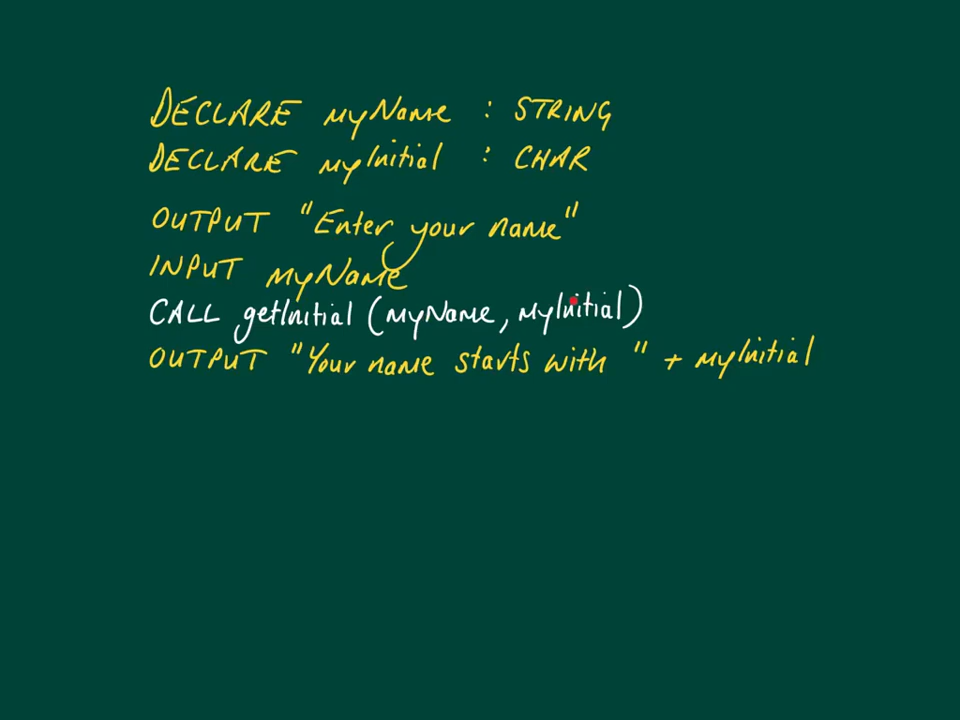 DECLARE myName : STRING
DECLARE myInitial : CHAR
OUTPUT "Enter your name"
INPUT myName
CALL getInitial (myName, myInitial)
OUTPUT "Your name starts with " + myInitial